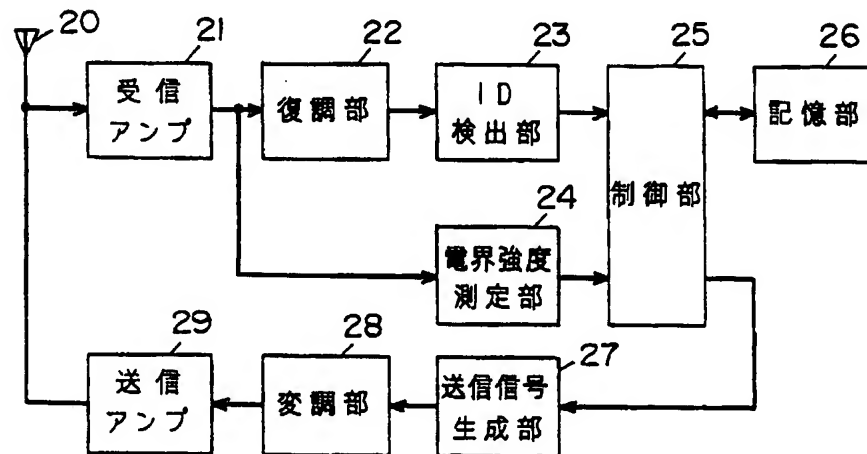 20
21
22
23
25
26
受信
アンプ
復調部
ID
検出部
制御部
記憶部
24
電界強度
測定部
29
28
27
送信
アンプ
変調部
送信信号
生成部